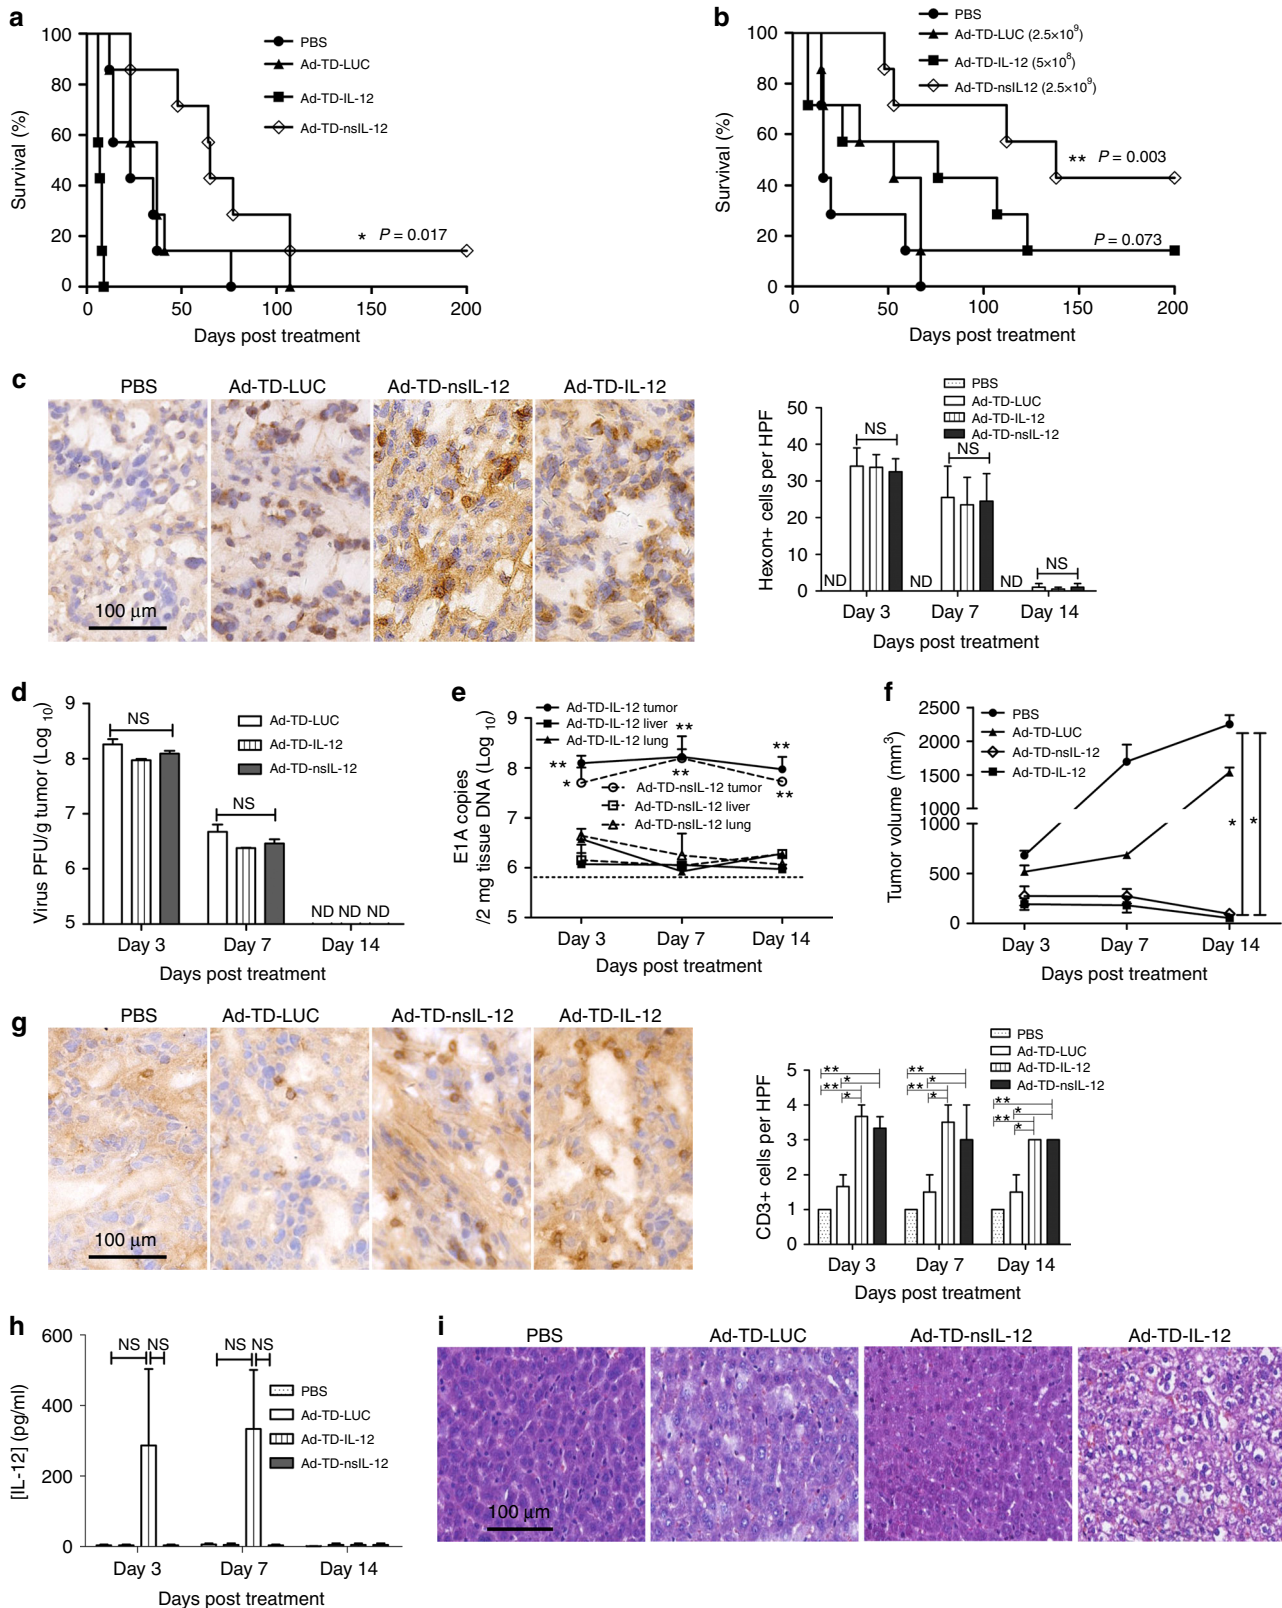 a
PBS
Ad-TD-LUC
Ad-TD-IL-12
Ad-TD-nsIL-12
100
80
60
40
20
0
Survival (%)
* P = 0.017
0 50 100 150 200
Days post treatment
b
PBS
Ad-TD-LUC (2.5×10⁹)
Ad-TD-IL-12 (5×10⁸)
Ad-TD-nsIL12 (2.5×10⁹)
100
80
60
40
20
0
Survival (%)
** P = 0.003
P = 0.073
0 50 100 150 200
Days post treatment
c
PBS Ad-TD-LUC Ad-TD-nsIL-12 Ad-TD-IL-12
100 µm
PBS
Ad-TD-LUC
Ad-TD-IL-12
Ad-TD-nsIL-12
50
40
30
20
10
0
Hexon+ cells per HPF
NS NS NS
ND ND ND
Day 3 Day 7 Day 14
Days post treatment
d
9
8
7
6
5
Virus PFU/g tumor (Log 10)
NS
NS
Ad-TD-LUC
Ad-TD-IL-12
Ad-TD-nsIL-12
ND ND ND
Day 3 Day 7 Day 14
Days post treatment
e
Ad-TD-IL-12 tumor
Ad-TD-IL-12 liver
Ad-TD-IL-12 lung
9
8
7
6
5
E1A copies
/2 mg tissue DNA (Log 10)
** ** **
* ** **
Ad-TD-nsIL-12 tumor
Ad-TD-nsIL-12 liver
Ad-TD-nsIL-12 lung
Day 3 Day 7 Day 14
Days post treatment
f
PBS
Ad-TD-LUC
Ad-TD-nsIL-12
Ad-TD-IL-12
2500
2000
1500
1000
1000
500
0
Tumor volume (mm³)
* *
Day 3 Day 7 Day 14
Days post treatment
g
PBS Ad-TD-LUC Ad-TD-nsIL-12 Ad-TD-IL-12
100 µm
PBS
Ad-TD-LUC
Ad-TD-IL-12
Ad-TD-nsIL-12
5
4
3
2
1
0
CD3+ cells per HPF
** * ** *
** * ** *
** * ** *
Day 3 Day 7 Day 14
Days post treatment
h
600
400
200
0
[IL-12] (pg/ml)
NS NS NS NS
PBS
Ad-TD-LUC
Ad-TD-IL-12
Ad-TD-nsIL-12
Day 3 Day 7 Day 14
Days post treatment
i
PBS Ad-TD-LUC Ad-TD-nsIL-12 Ad-TD-IL-12
100 µm